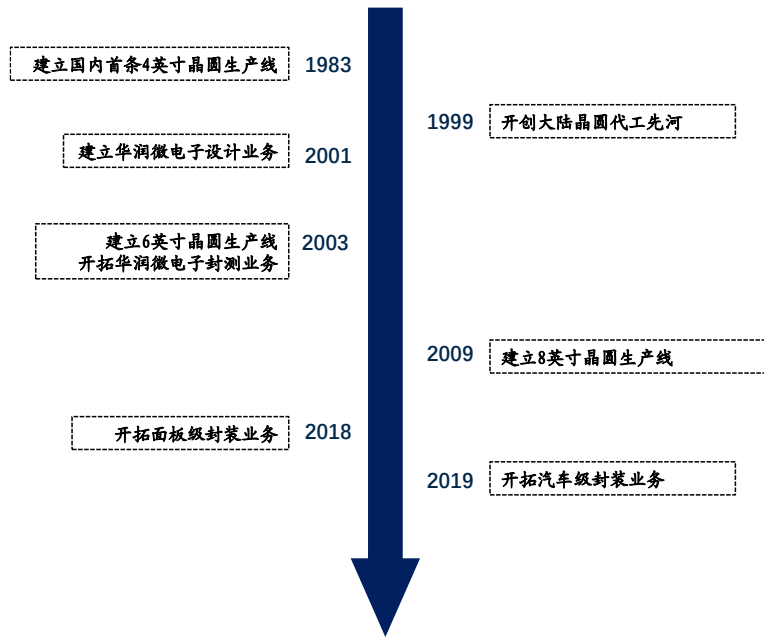 建立国内首条4英寸晶圆生产线 1983
1999 开创大陆晶圆代工先河
建立华润微电子设计业务 2001
建立6英寸晶圆生产线 2003
开拓华润微电子封测业务
2009 建立8英寸晶圆生产线
开拓面板级封装业务 2018
2019 开拓汽车级封装业务